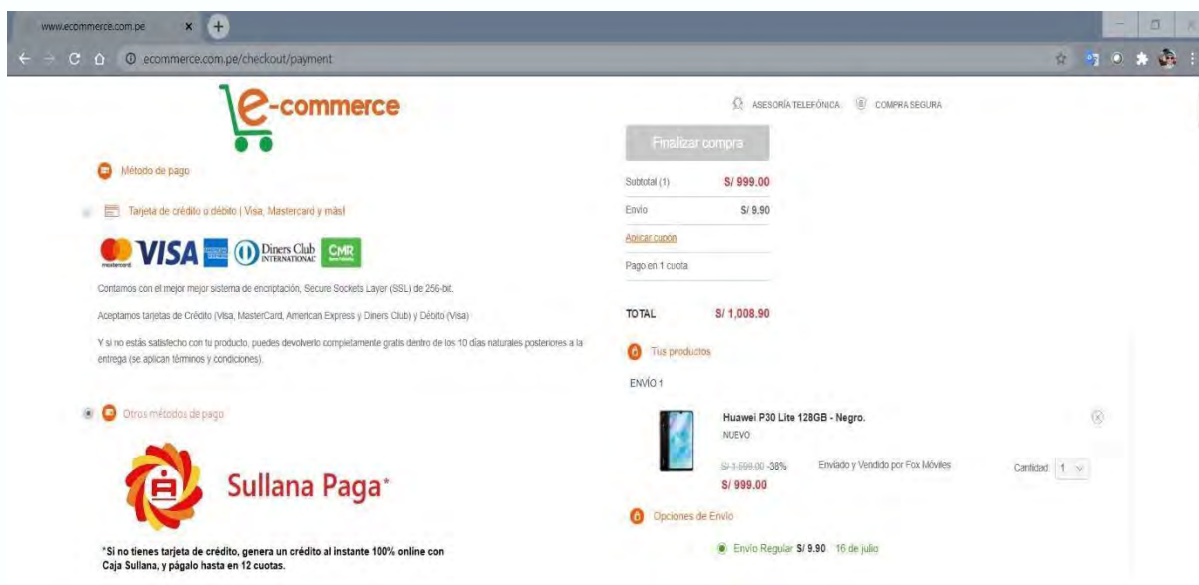 www.ecommerce.com.pe
ecommerce.com.pe/checkout/payment
e-commerce
ASESORÍA TELEFÓNICA
COMPRA SEGURA
Método de pago
Tarjeta de crédito o débito | Visa, Mastercard y más!
mastercard
VISA
Diners Club
INTERNATIONAL
CMR
Contamos con el mejor mejor sistema de encriptación, Secure Sockets Layer (SSL) de 256-bit.
Aceptamos tarjetas de Crédito (Visa, MasterCard, American Express y Diners Club) y Débito (Visa)
Y si no estás satisfecho con tu producto, puedes devolverlo completamente gratis dentro de los 10 días naturales posteriores a la
entrega (se aplican términos y condiciones).
Otros métodos de pago
Sullana Paga*
*Si no tienes tarjeta de crédito, genera un crédito al instante 100% online con
Caja Sullana, y págalo hasta en 12 cuotas.
Finalizar compra
Subtotal (1) S/ 999.00
Envío S/ 9.90
Aplicar cupón
Pago en 1 cuota
TOTAL S/ 1,008.90
Tus productos
ENVÍO 1
Huawei P30 Lite 128GB - Negro.
NUEVO
S/ 1 599.00 -38% Enviado y Vendido por Fox Móviles Cantidad 1
S/ 999.00
Opciones de Envío
Envío Regular S/ 9.90 16 de julio